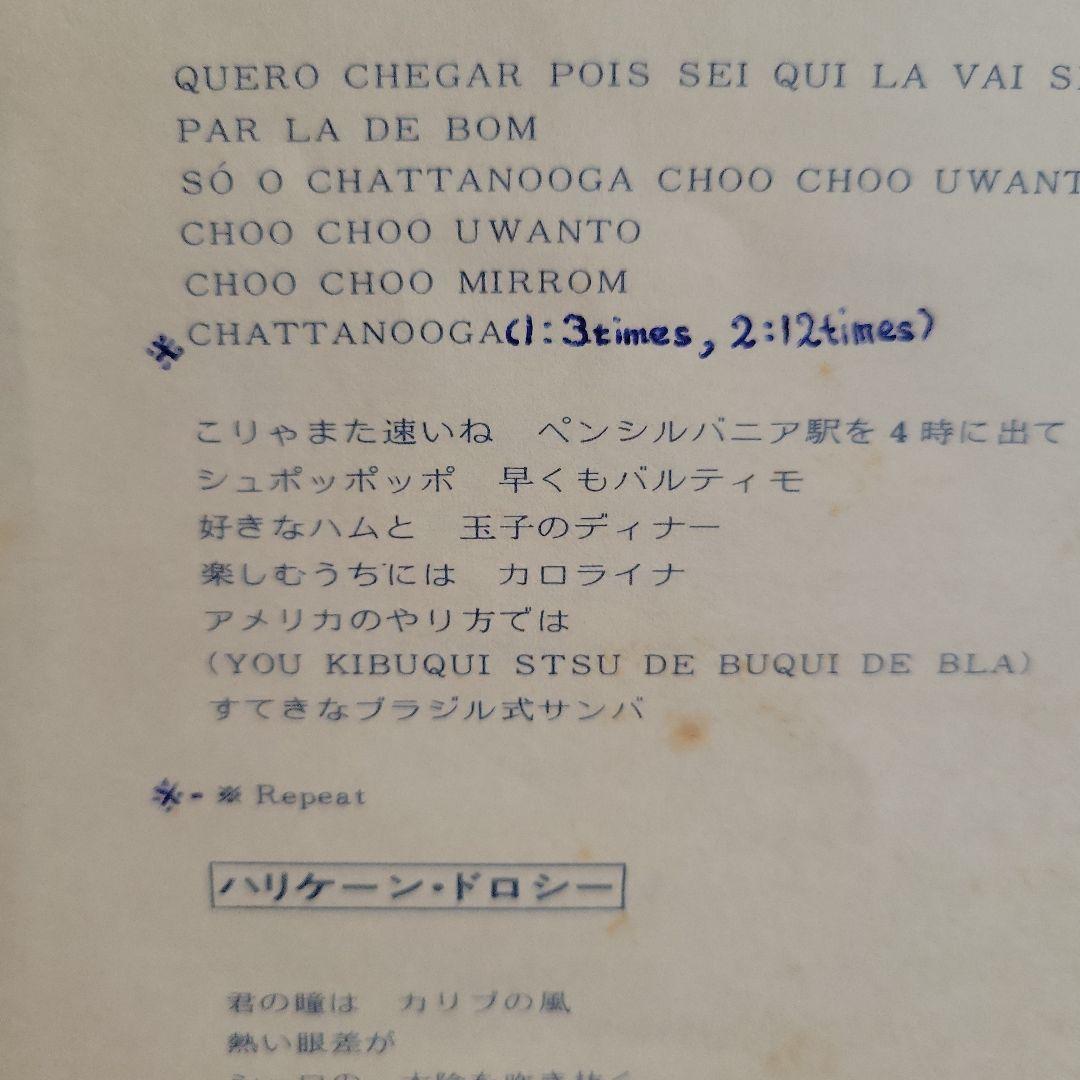 QUERO CHEGAR POIS SEI QUI LA VAI
PAR LA DE BOM
SÓ O CHATTANOOGA CHOO CHOO UWANT
CHOO CHOO UWANTO
CHOO CHOO MIRROM
※CHATTANOOGA(1:3times, 2:12times)
こりゃまた速いね　ペンシルバニア駅を4時に出て
シュポッポッポ　早くもバルティモ
好きなハムと　玉子のディナー
楽しむうちには　カロライナ
アメリカのやり方では
(YOU KIBUQUI STSU DE BUQUI DE BLA)
すてきなブラジル式サンバ
※-※ Repeat
ハリケーン・ドロシー
君の瞳は　カリブの風
熱い眼差が